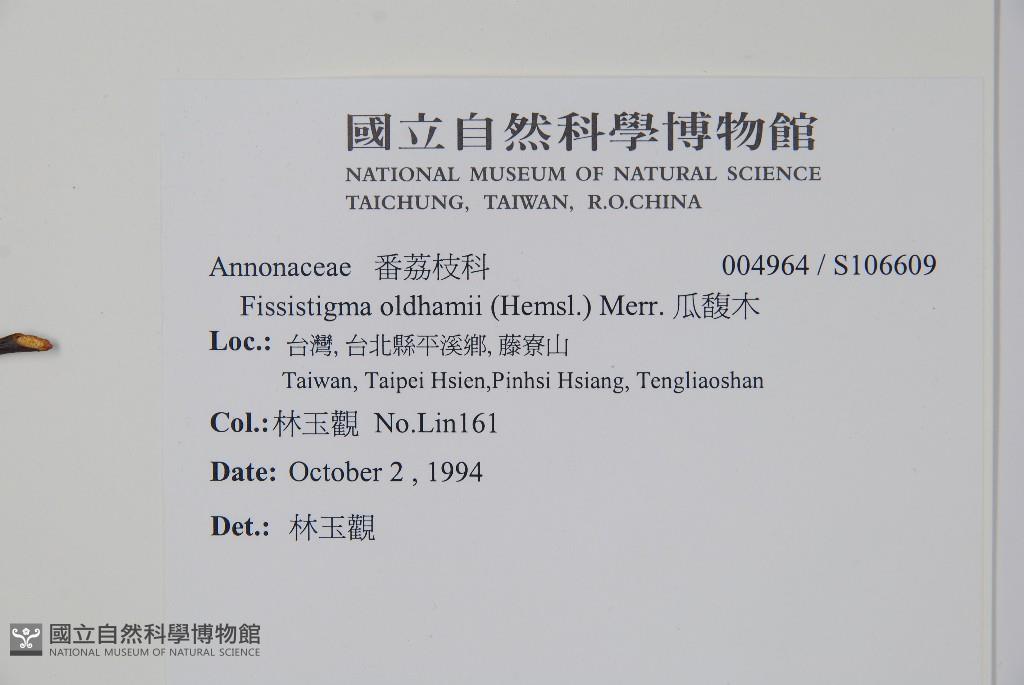 國立自然科學博物館
NATIONAL MUSEUM OF NATURAL SCIENCE
TAICHUNG, TAIWAN, R.O.CHINA
Annonaceae 番荔枝科 004964 / S106609
Fissistigma oldhamii (Hemsl.) Merr. 瓜馥木
Loc.: 台灣, 台北縣平溪鄉, 藤寮山
Taiwan, Taipei Hsien,Pinhsi Hsiang, Tengliaoshan
Col.: 林玉觀 No.Lin161
Date: October 2 , 1994
Det.: 林玉觀
國立自然科學博物館
NATIONAL MUSEUM OF NATURAL SCIENCE